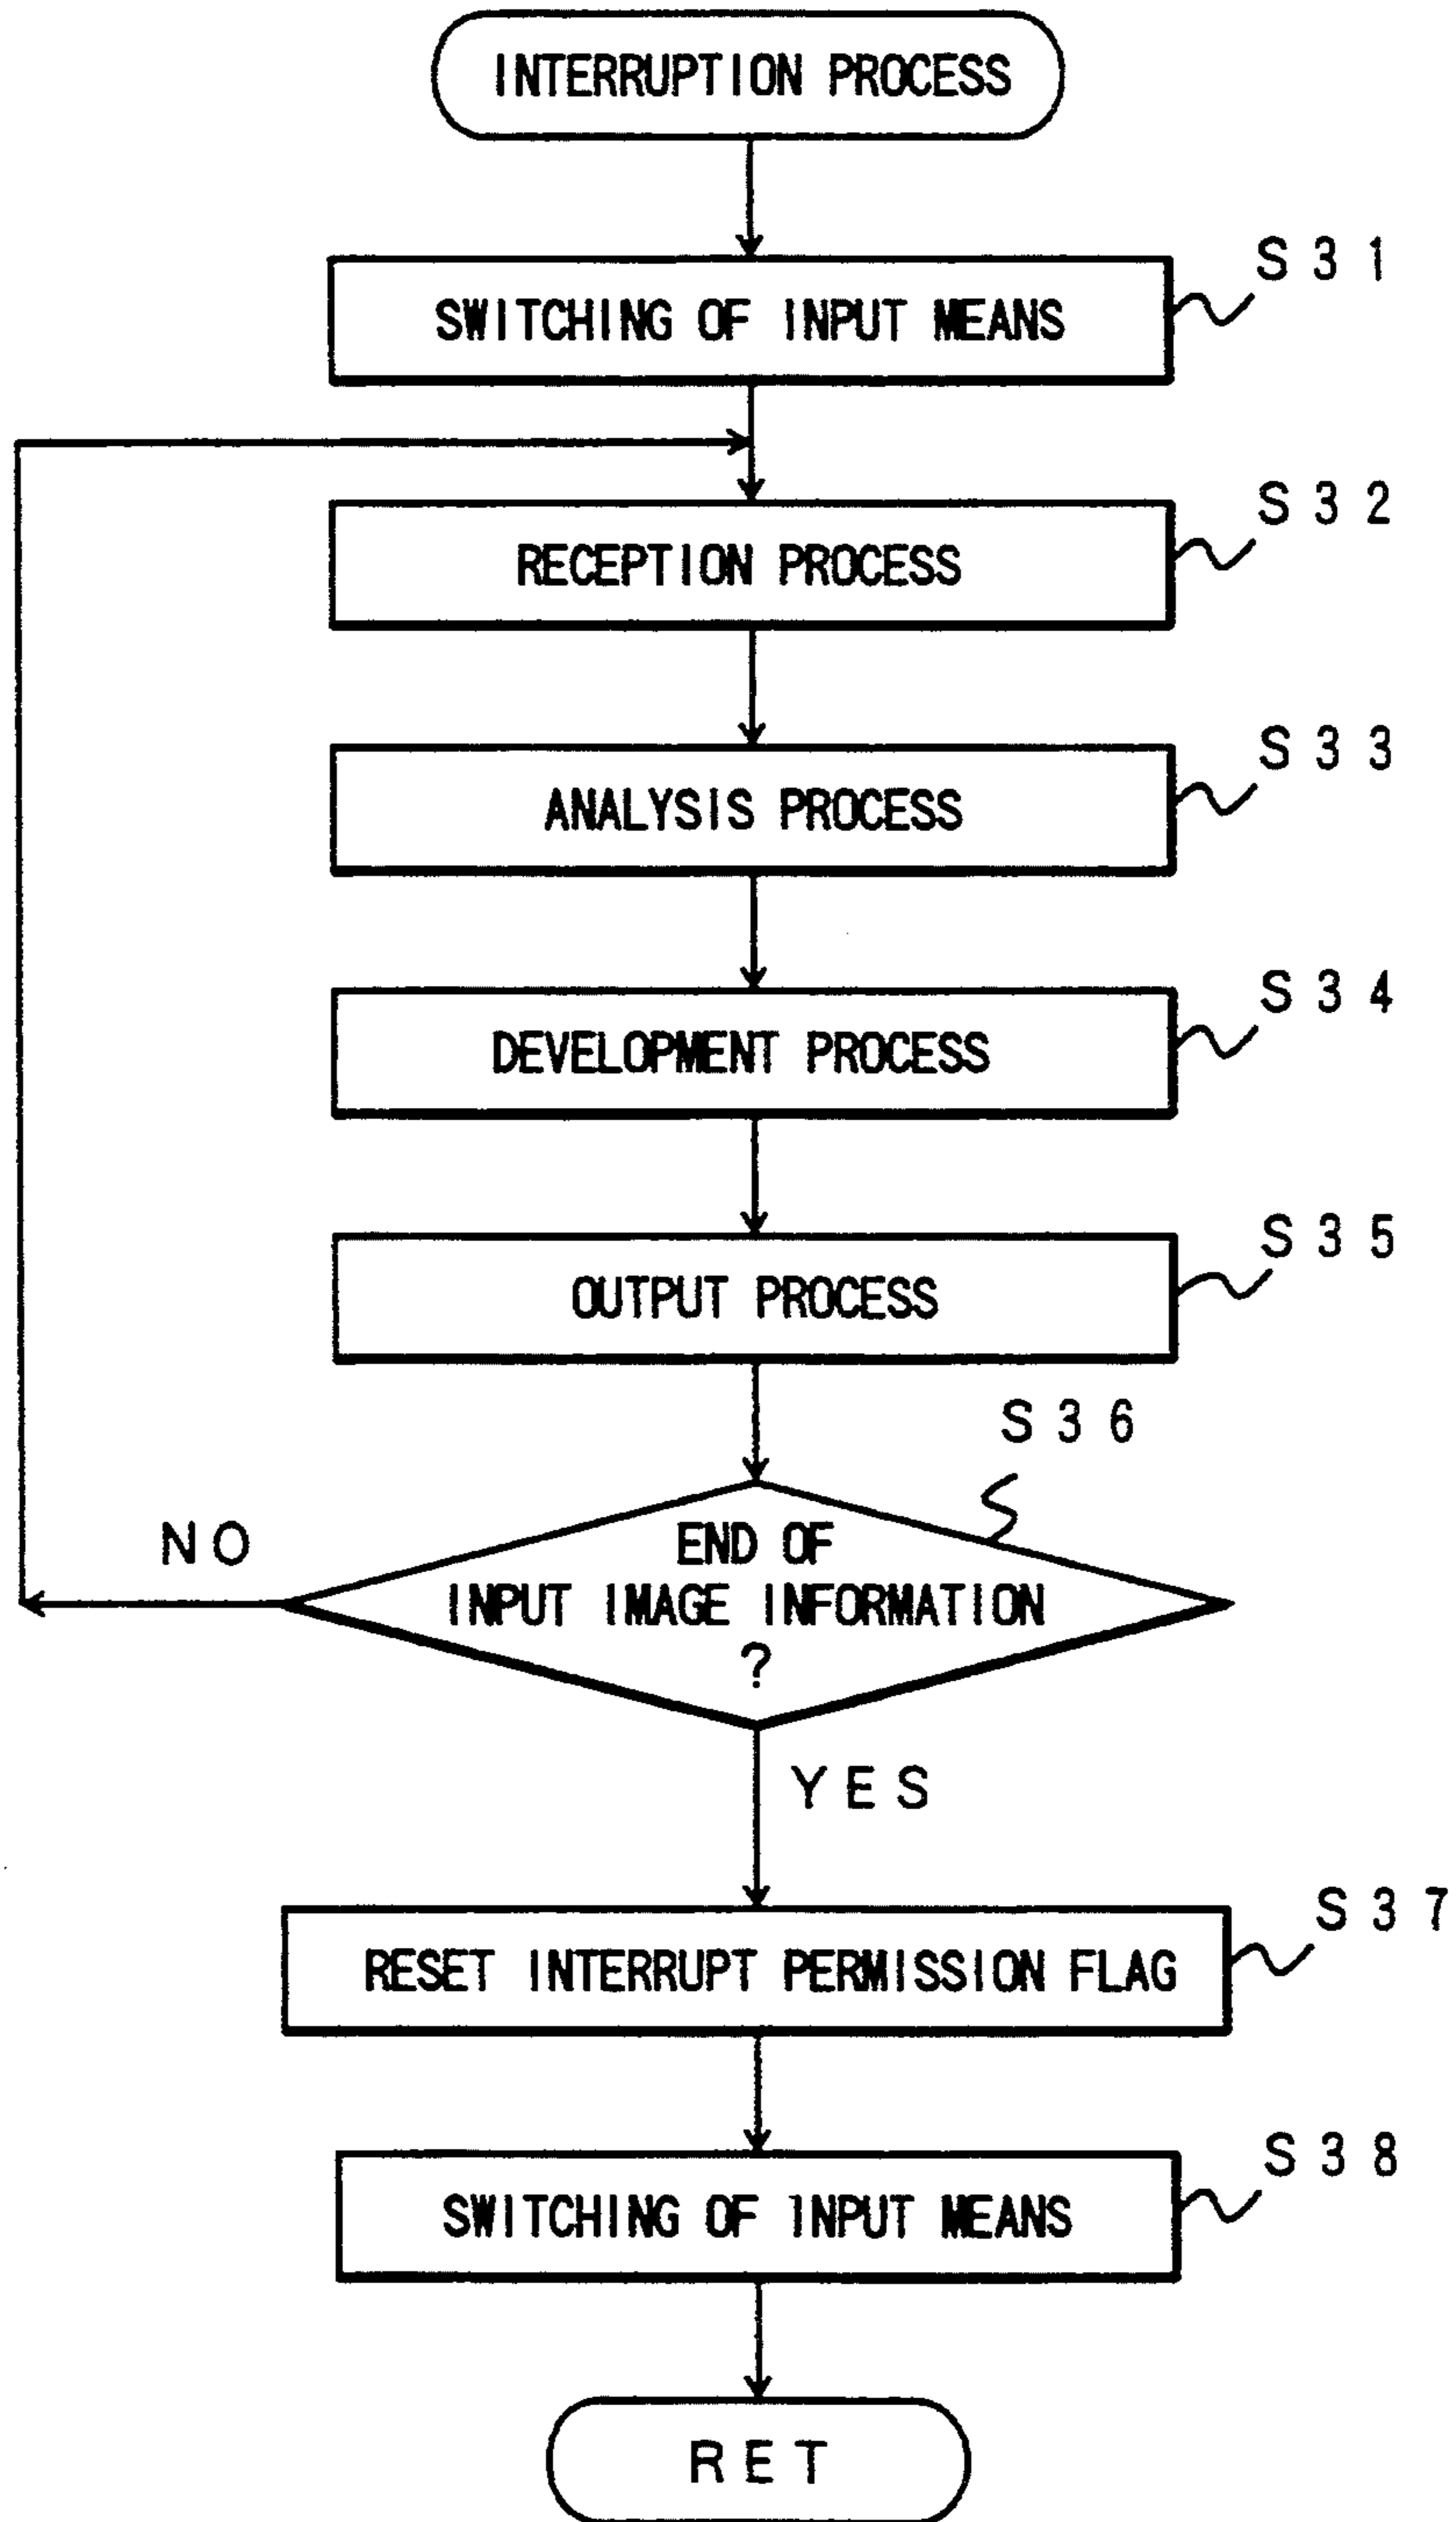 INTERRUPTION PROCESS
S31
SWITCHING OF INPUT MEANS
S32
RECEPTION PROCESS
S33
ANALYSIS PROCESS
S34
DEVELOPMENT PROCESS
S35
OUTPUT PROCESS
S36
NO
END OF
INPUT IMAGE INFORMATION
?
YES
S37
RESET INTERRUPT PERMISSION FLAG
S38
SWITCHING OF INPUT MEANS
RET